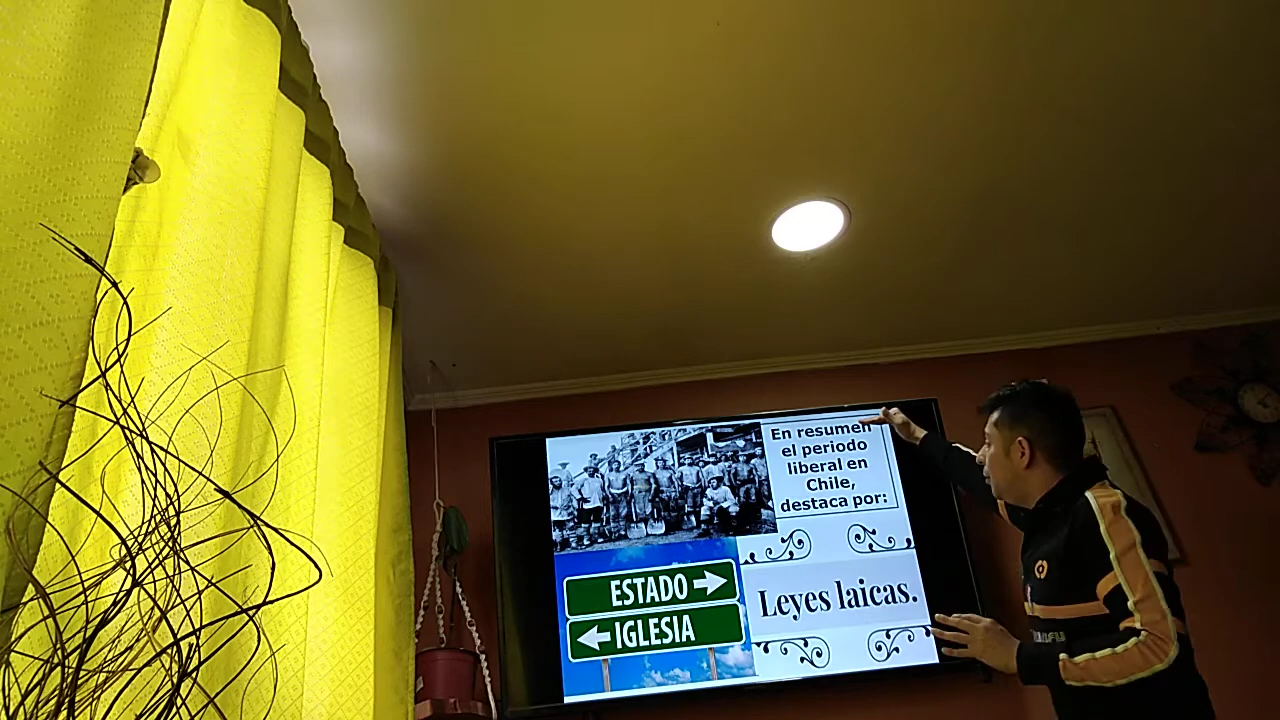 En resumen
el periodo
liberal en
Chile,
destaca por:
ESTADO
IGLESIA
Leyes laicas.